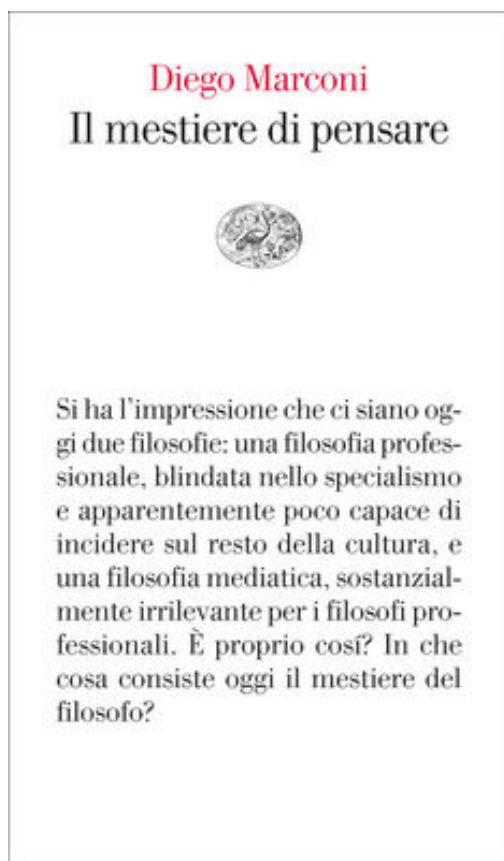 Diego Marconi
Il mestiere di pensare
Si ha l'impressione che ci siano og-
gi due filosofie: una filosofia profes-
sionale, blindata nello specialismo
e apparentemente poco capace di
incidere sul resto della cultura, e
una filosofia mediatica, sostanzial-
mente irrilevante per i filosofi pro-
fessionali. È proprio cosí? In che
cosa consiste oggi il mestiere del
filosofo?